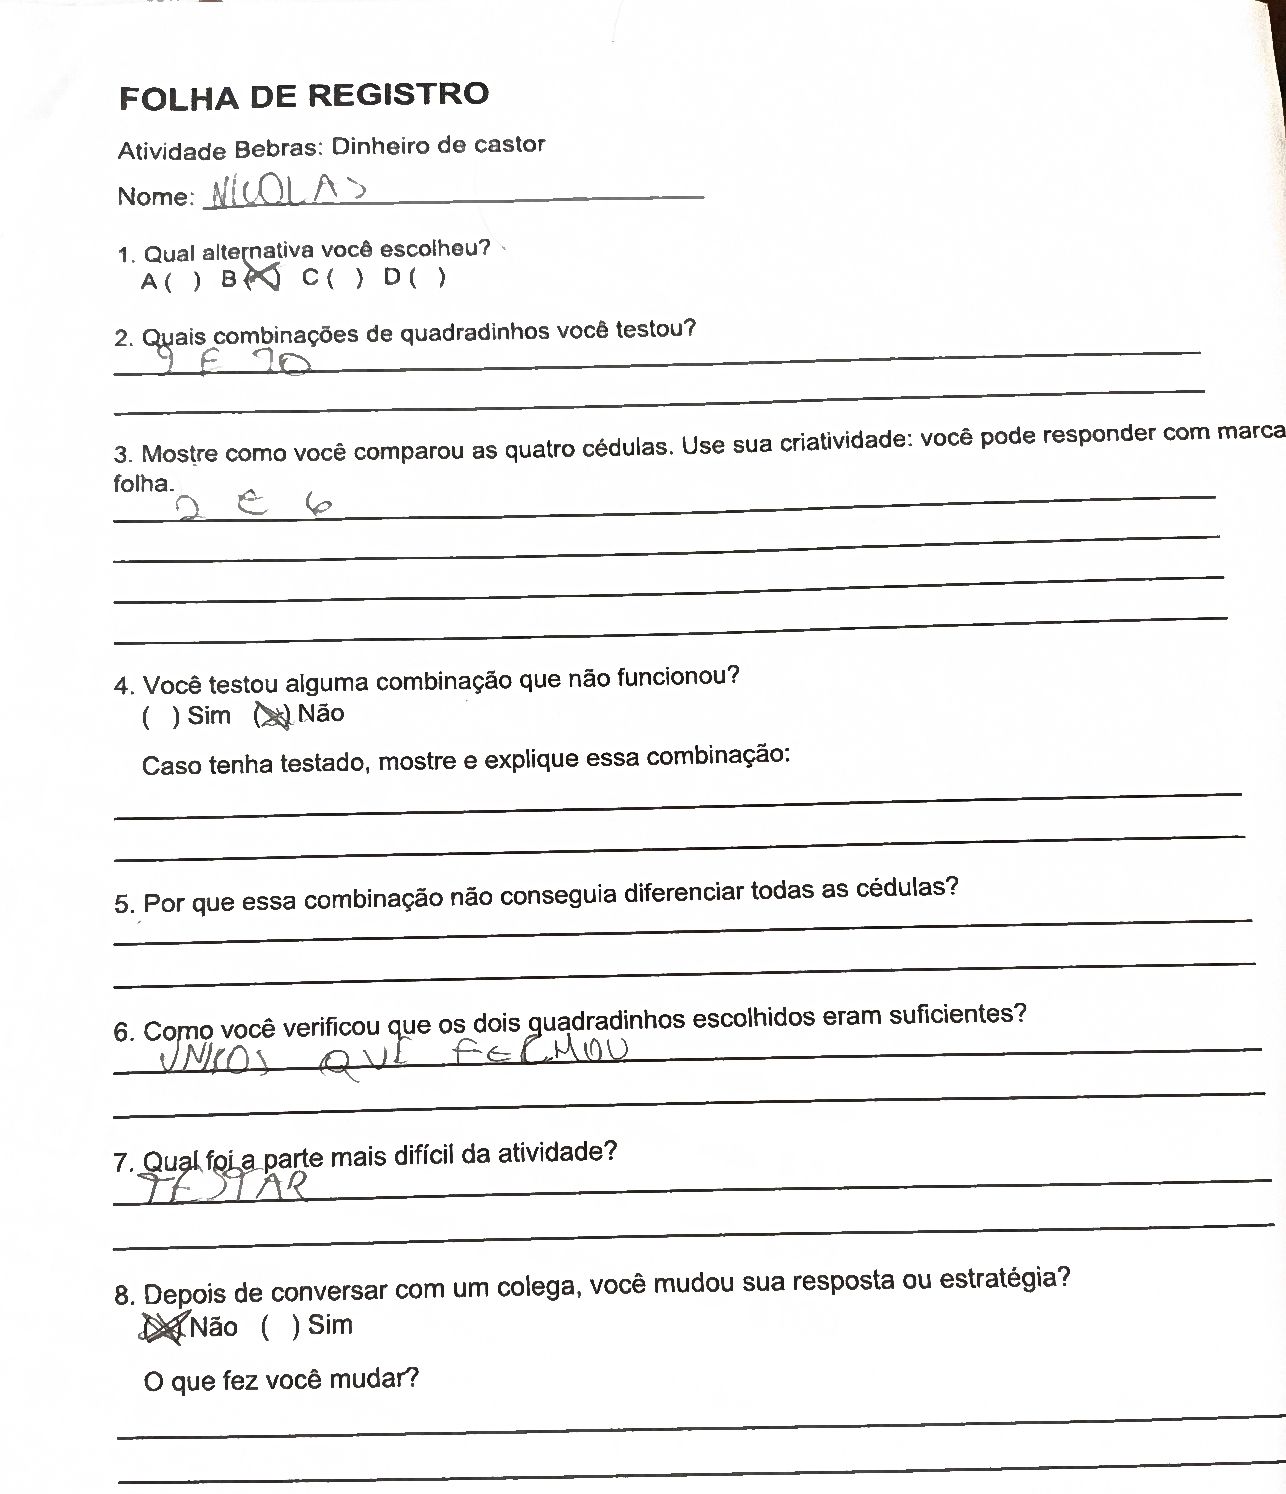 FOLHA DE REGISTRO
Atividade Bebras: Dinheiro de castor
Nome: NICOLAS
1. Qual alternativa você escolheu?
A ( ) B (X) C ( ) D ( )
2. Quais combinações de quadradinhos você testou?
9 E 10
3. Mostre como você comparou as quatro cédulas. Use sua criatividade: você pode responder com marca
folha.
2 e 6
4. Você testou alguma combinação que não funcionou?
( ) Sim (X) Não
Caso tenha testado, mostre e explique essa combinação:
5. Por que essa combinação não conseguia diferenciar todas as cédulas?
6. Como você verificou que os dois quadradinhos escolhidos eram suficientes?
UNICOS QUE FECHOU
7. Qual foi a parte mais difícil da atividade?
TESTAR
8. Depois de conversar com um colega, você mudou sua resposta ou estratégia?
(X) Não ( ) Sim
O que fez você mudar?